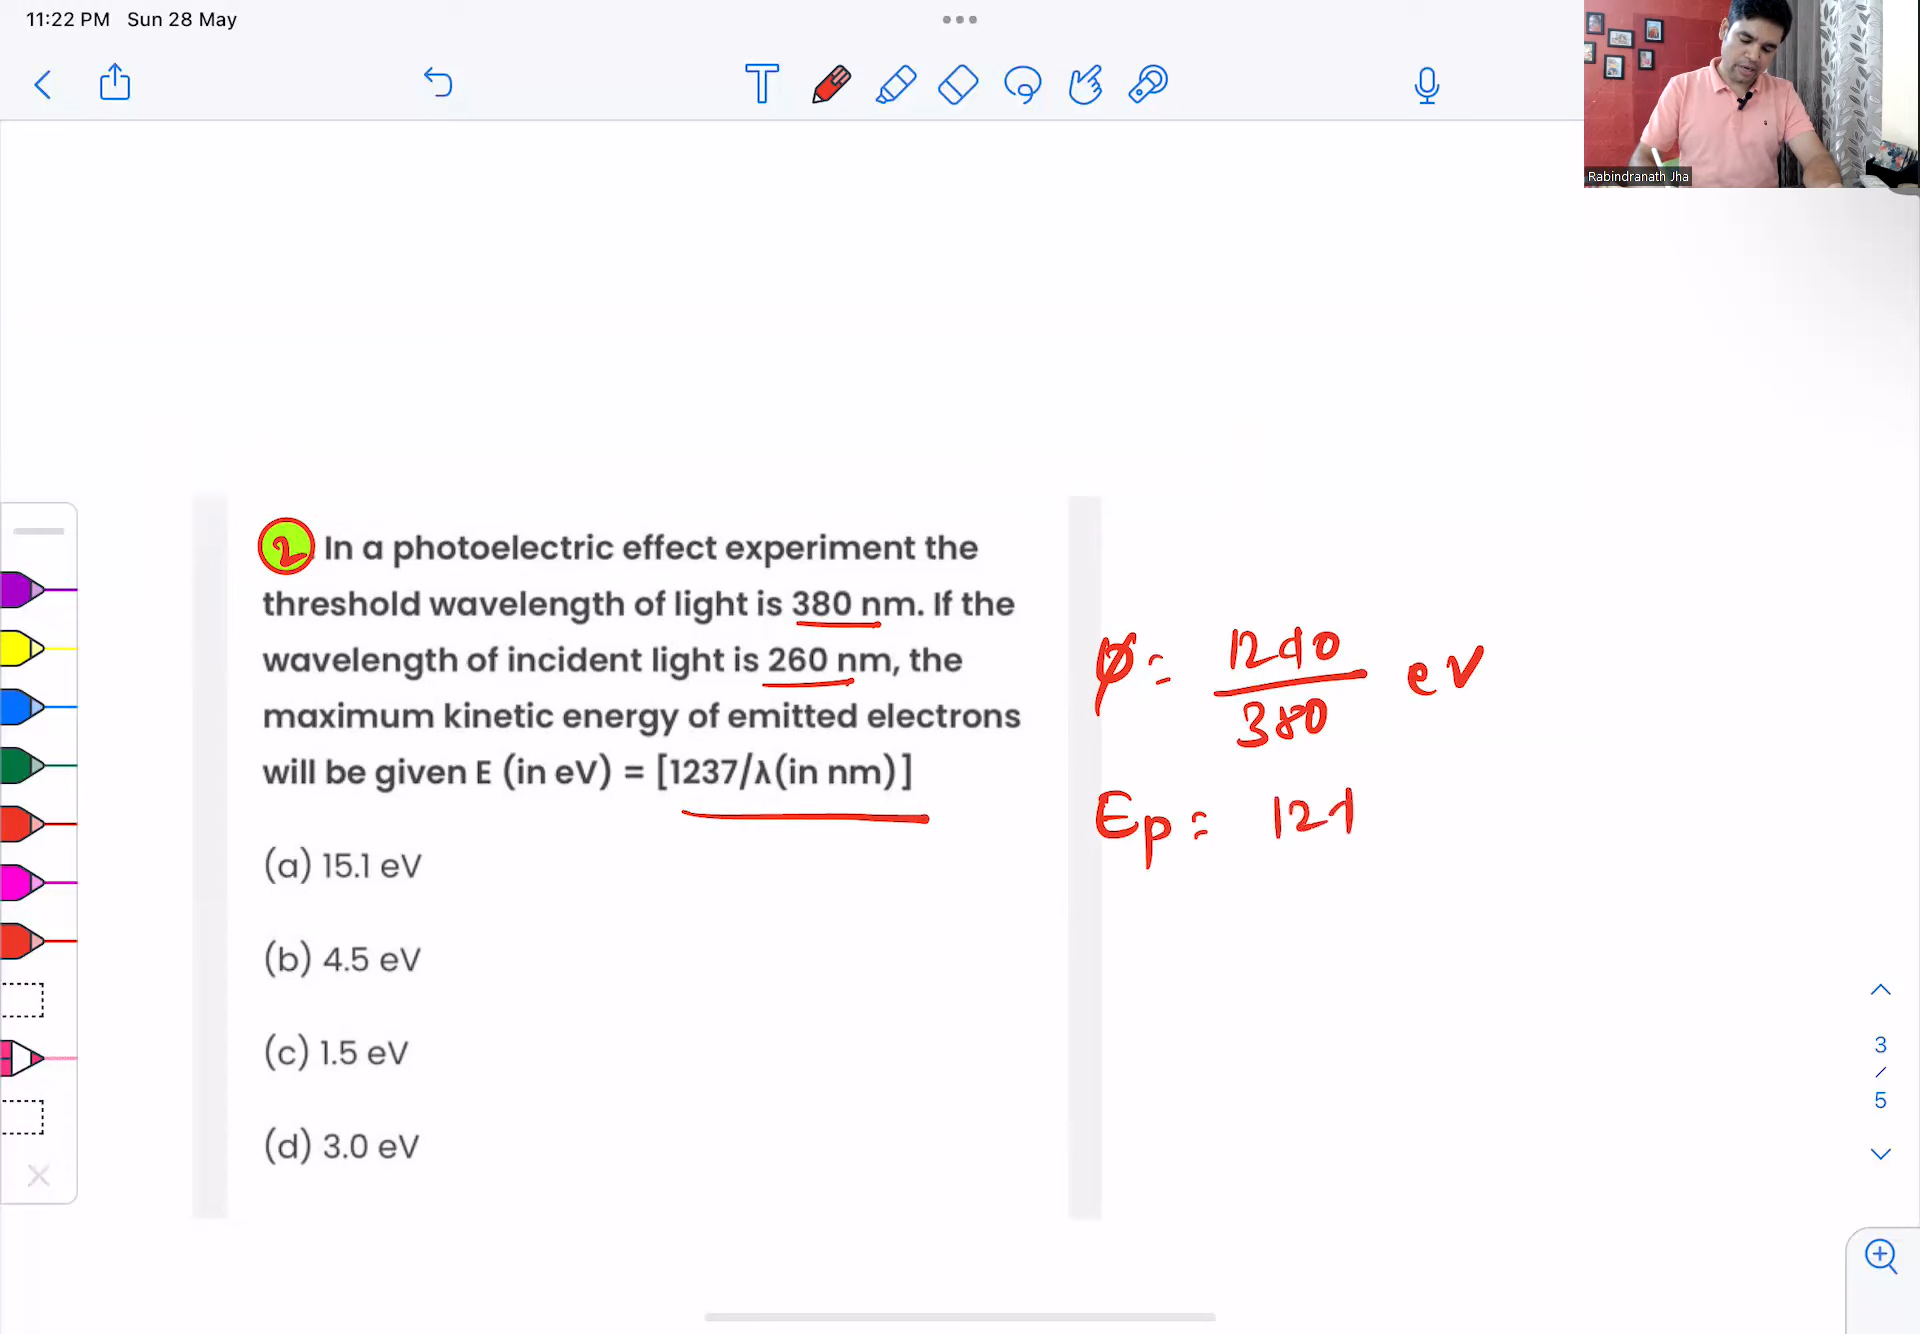 11:22 PM Sun 28 May
T
Rabindranath Jha
2 In a photoelectric effect experiment the
threshold wavelength of light is 380 nm. If the
wavelength of incident light is 260 nm, the
maximum kinetic energy of emitted electrons
will be given E (in eV) = [1237/λ(in nm)]
(a) 15.1 eV
(b) 4.5 eV
(c) 1.5 eV
(d) 3.0 eV
φ = 1240 / 380 eV
Ep = 121
3
/
5